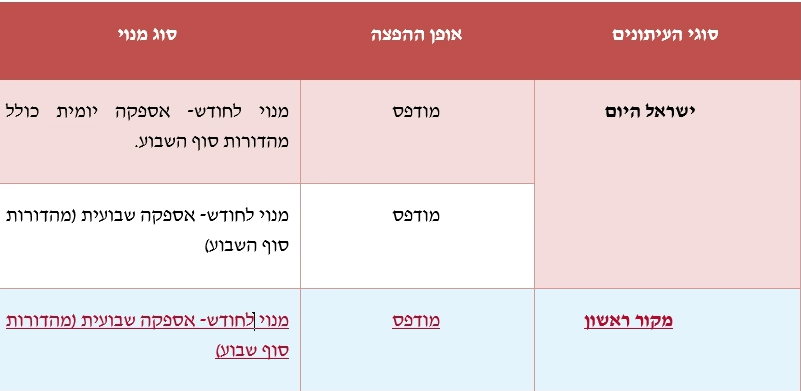 סוגי העיתונים אופן ההפצה סוג מנוי
ישראל היום מודפס מנוי לחודש- אספקה יומית כולל
מהדורות סוף השבוע.
מודפס מנוי לחודש- אספקה שבועית (מהדורות
סוף השבוע)
מקור ראשון מודפס מנוי לחודש- אספקה שבועית (מהדורות
סוף שבוע)